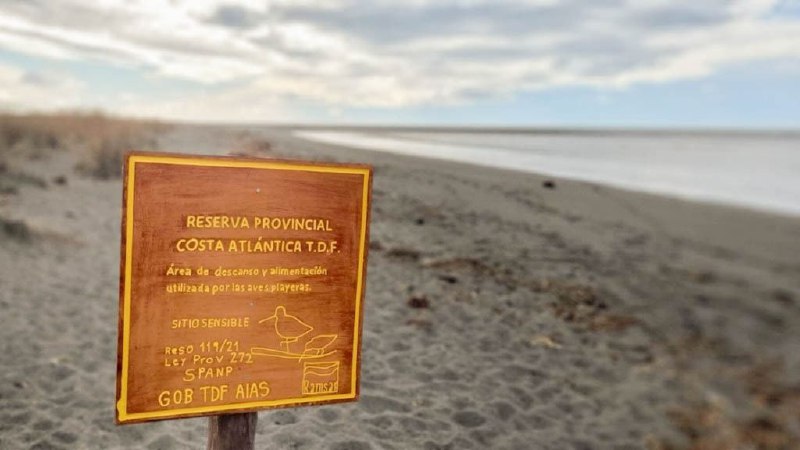 RESERVA PROVINCIAL
COSTA ATLÁNTICA T.D.F.
Área de descanso y alimentación
utilizada por las aves playeras.
SITIO SENSIBLE
Reso 119/21
Ley Prov 272
SPANP
GOB TDF AIAS
Ramsar